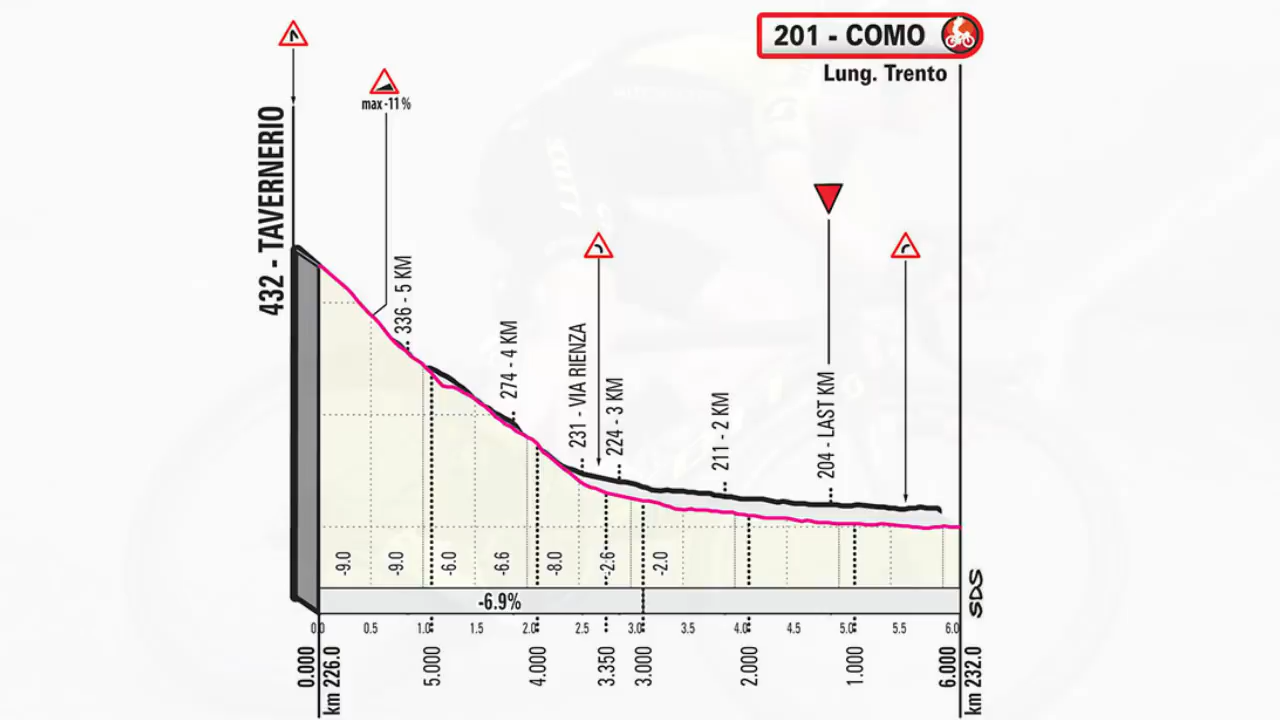 201 - COMO
Lung. Trento
max -11%
432 - TAVERNERIO
336 - 5 KM
274 - 4 KM
231 - VIA RIENZA
224 - 3 KM
211 - 2 KM
204 - LAST KM
-9.0 -9.0 -6.0 -6.6 -8.0 -2.6 -2.0
-6.9%
SDS
0.0 0.5 1.0 1.5 2.0 2.5 3.0 3.5 4.0 4.5 5.0 5.5 6.0
0.000 5.000 4.000 3.350 3.000 2.000 1.000 6.000
km 226.0 km 232.0